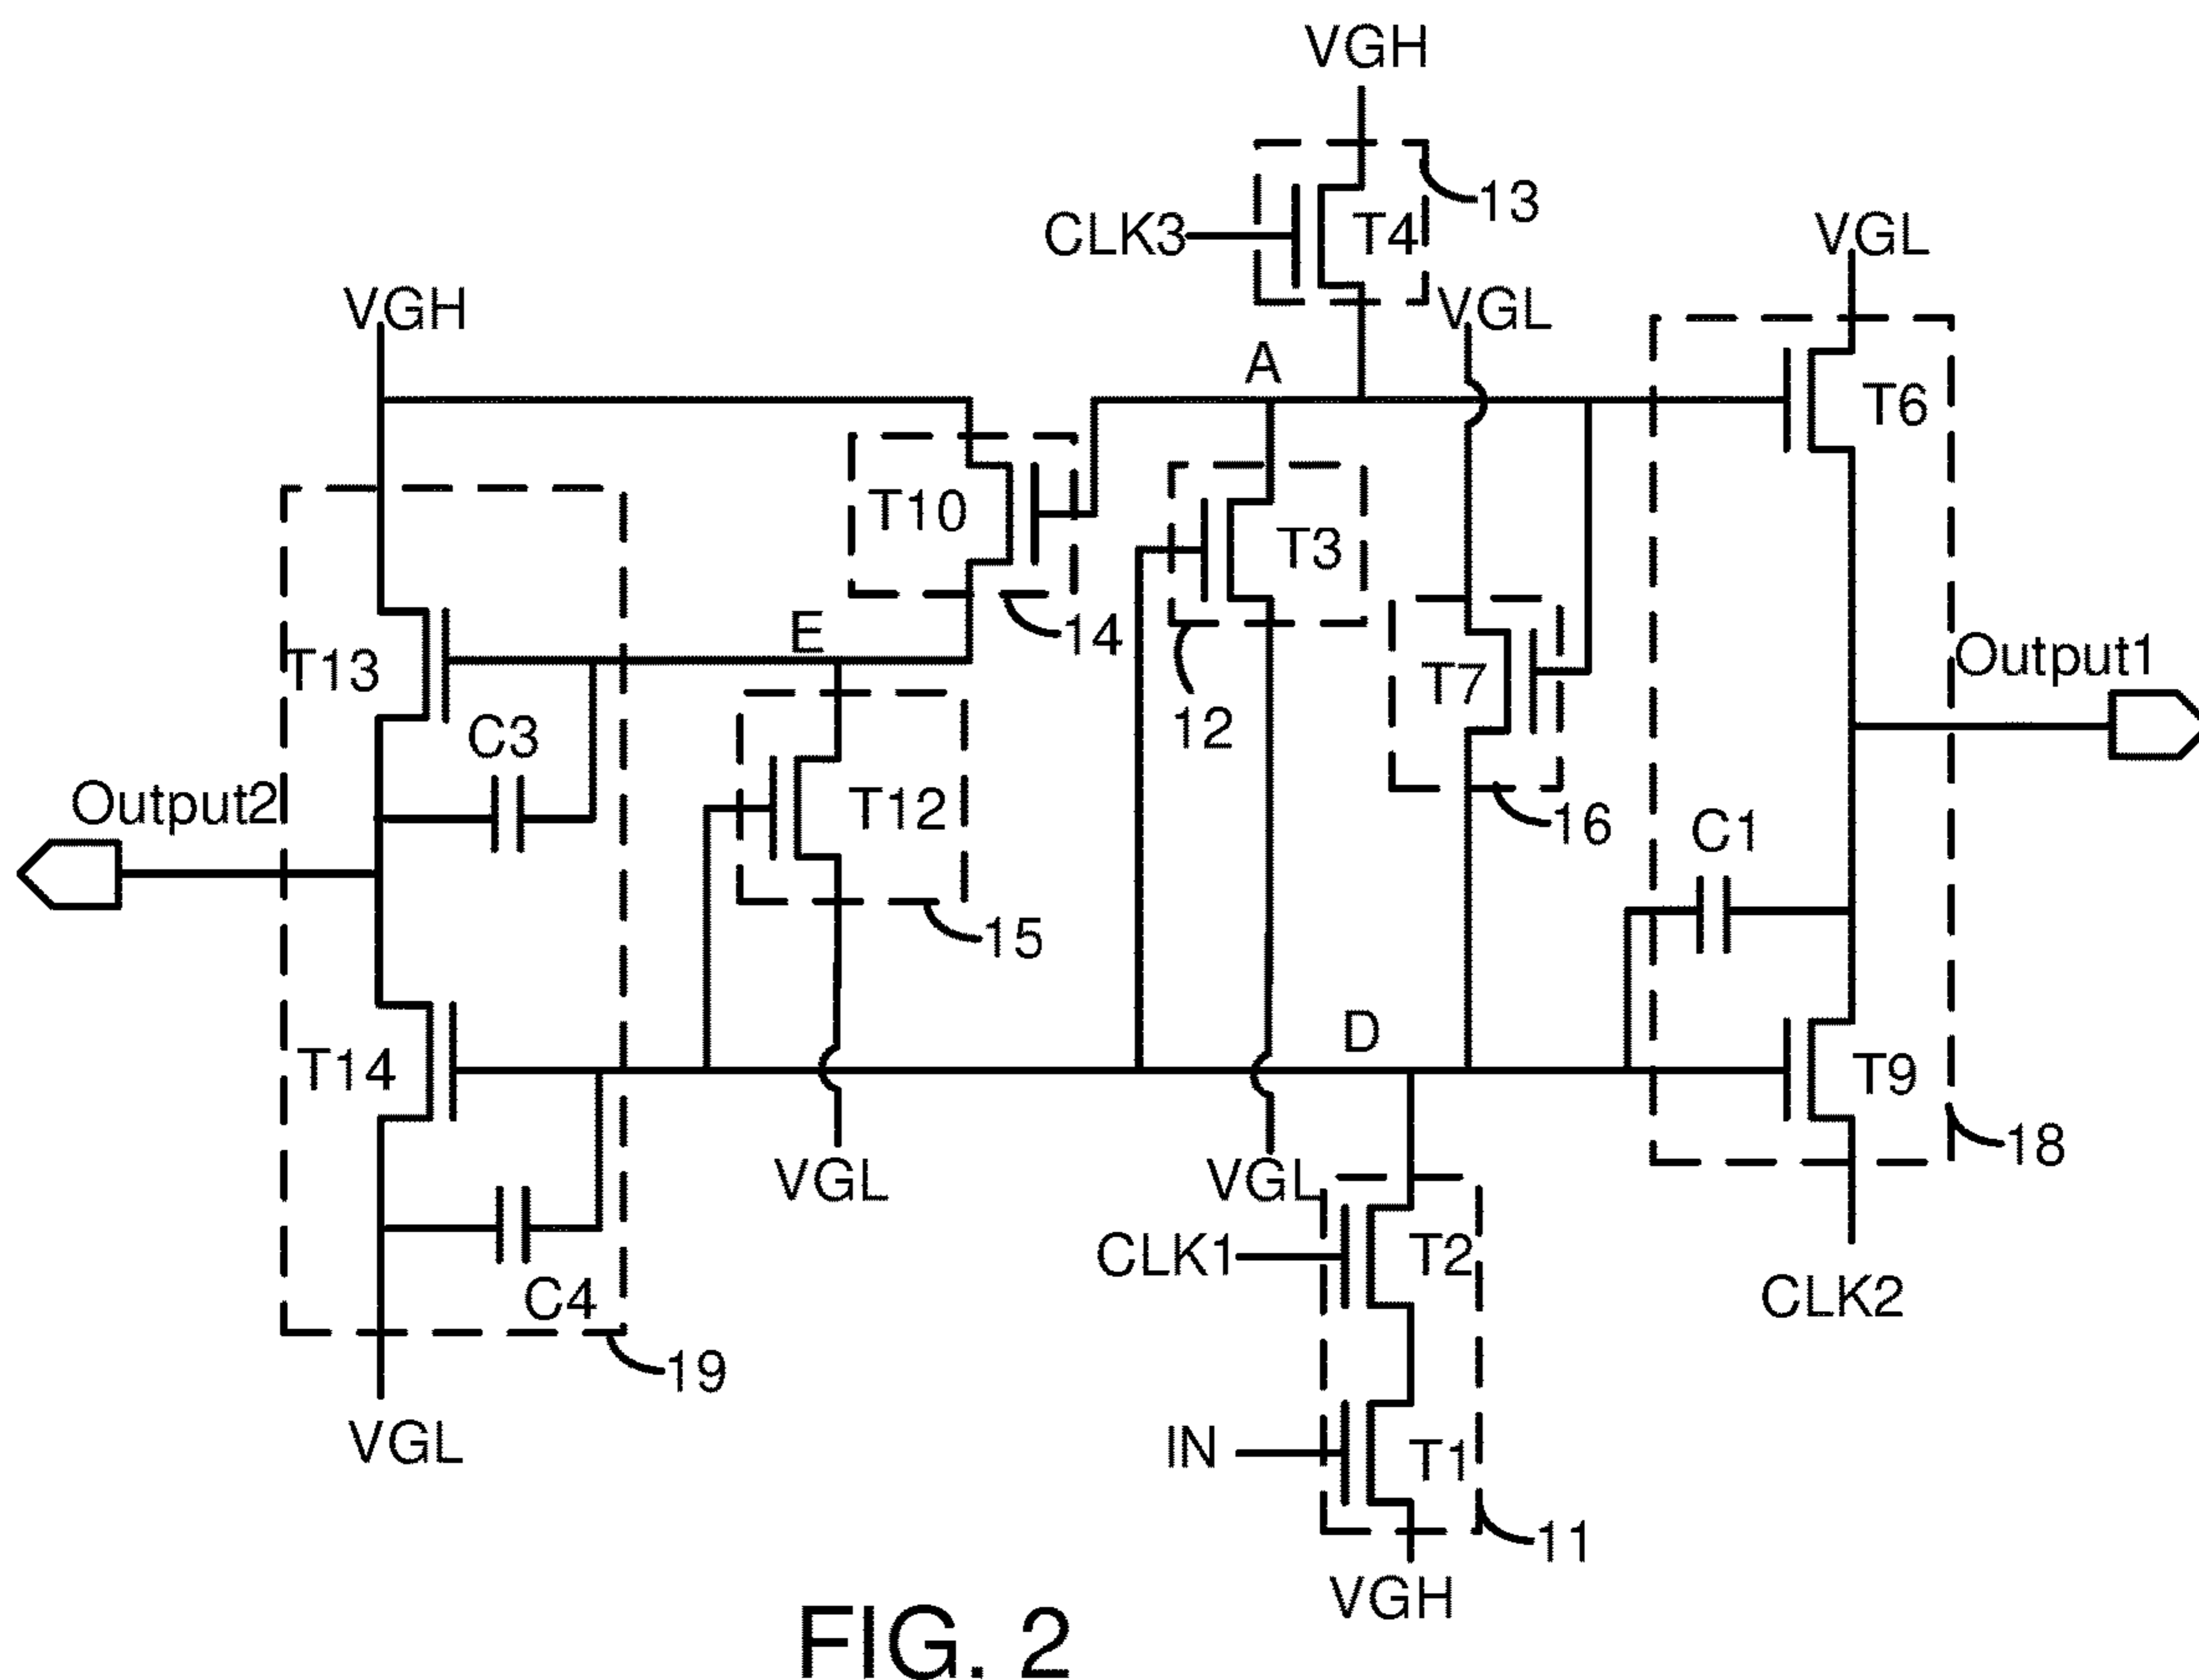 VGH
CLK3
T4
13
VGH
VGL
VGL
A
T6
T10
T3
E
14
T13
T7
Output1
12
C3
Output2
T12
16
C1
15
D
T14
T9
18
VGL
VGL
CLK1
T2
C4
CLK2
19
VGL
IN
T1
11
VGH
FIG. 2